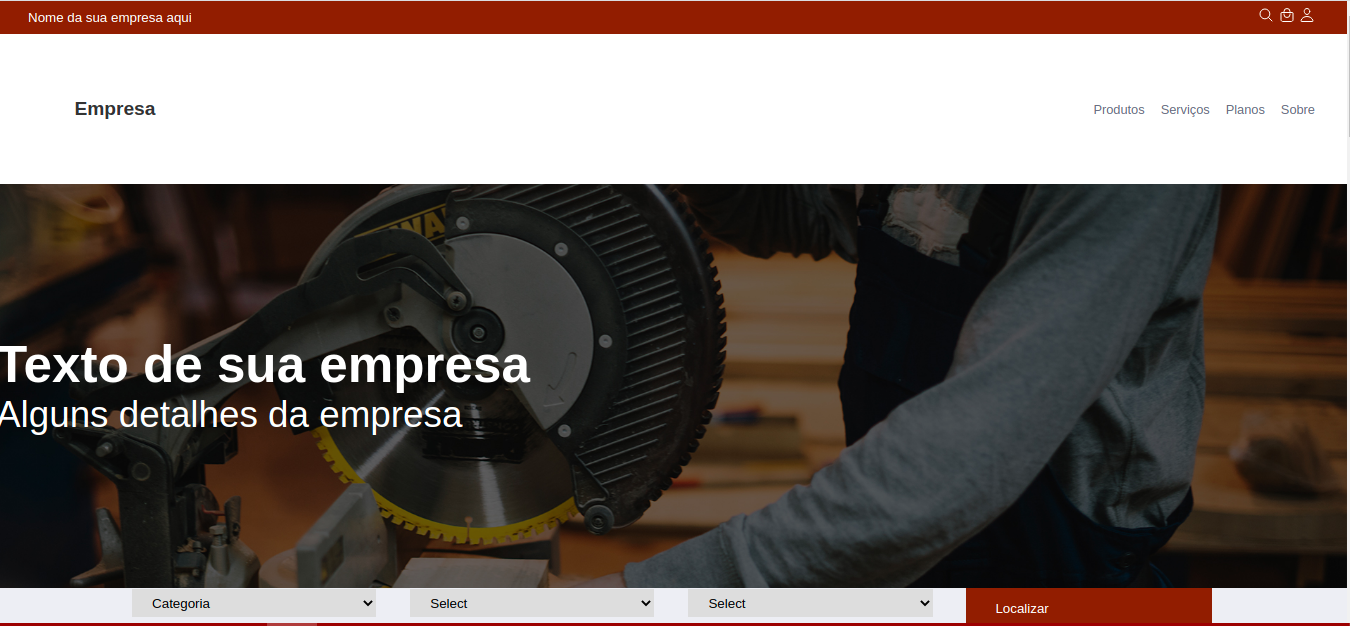 Nome da sua empresa aqui
Empresa
Produtos Serviços Planos Sobre
Texto de sua empresa
Alguns detalhes da empresa
Categoria Select Select Localizar